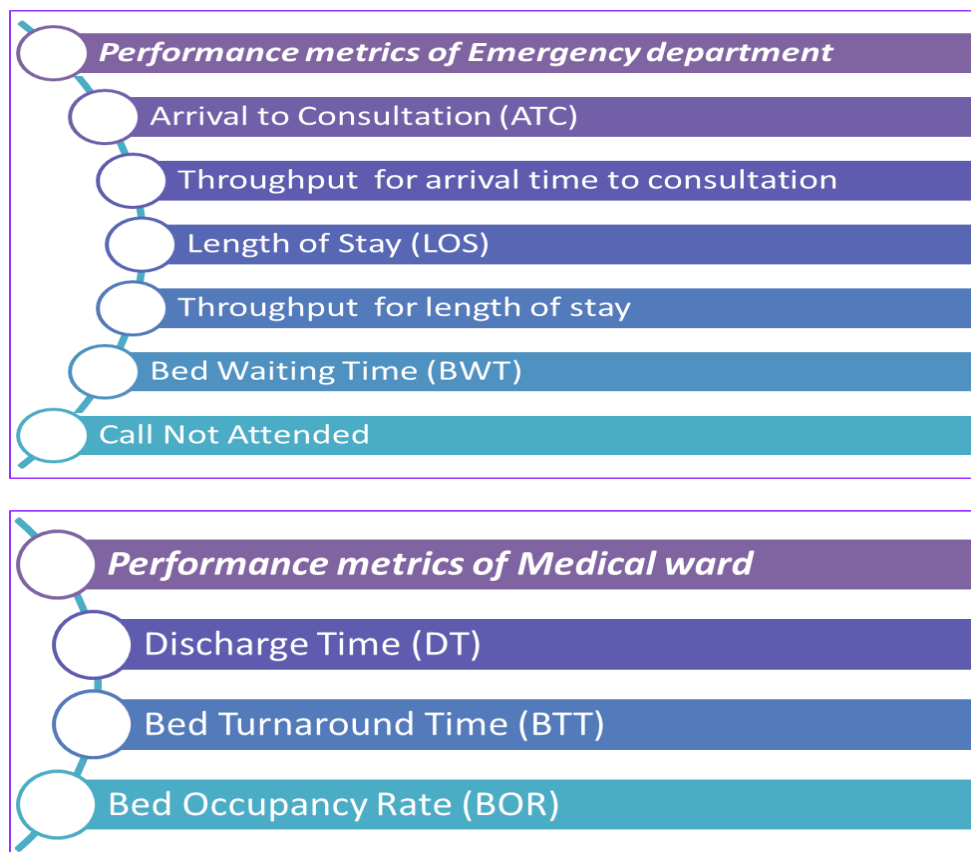 Performance metrics of Emergency department
Arrival to Consultation (ATC)
Throughput for arrival time to consultation
Length of Stay (LOS)
Throughput for length of stay
Bed Waiting Time (BWT)
Call Not Attended
Performance metrics of Medical ward
Discharge Time (DT)
Bed Turnaround Time (BTT)
Bed Occupancy Rate (BOR)